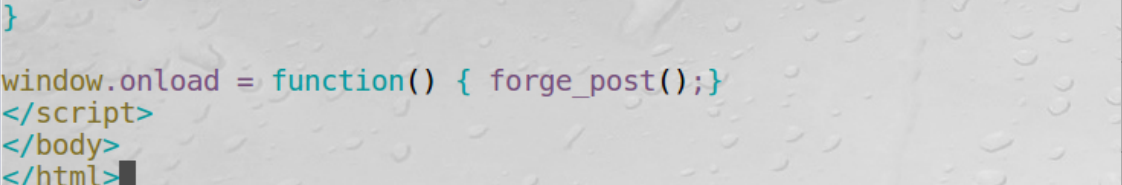 }
window.onload = function() { forge_post();}
</script>
</body>
</html>